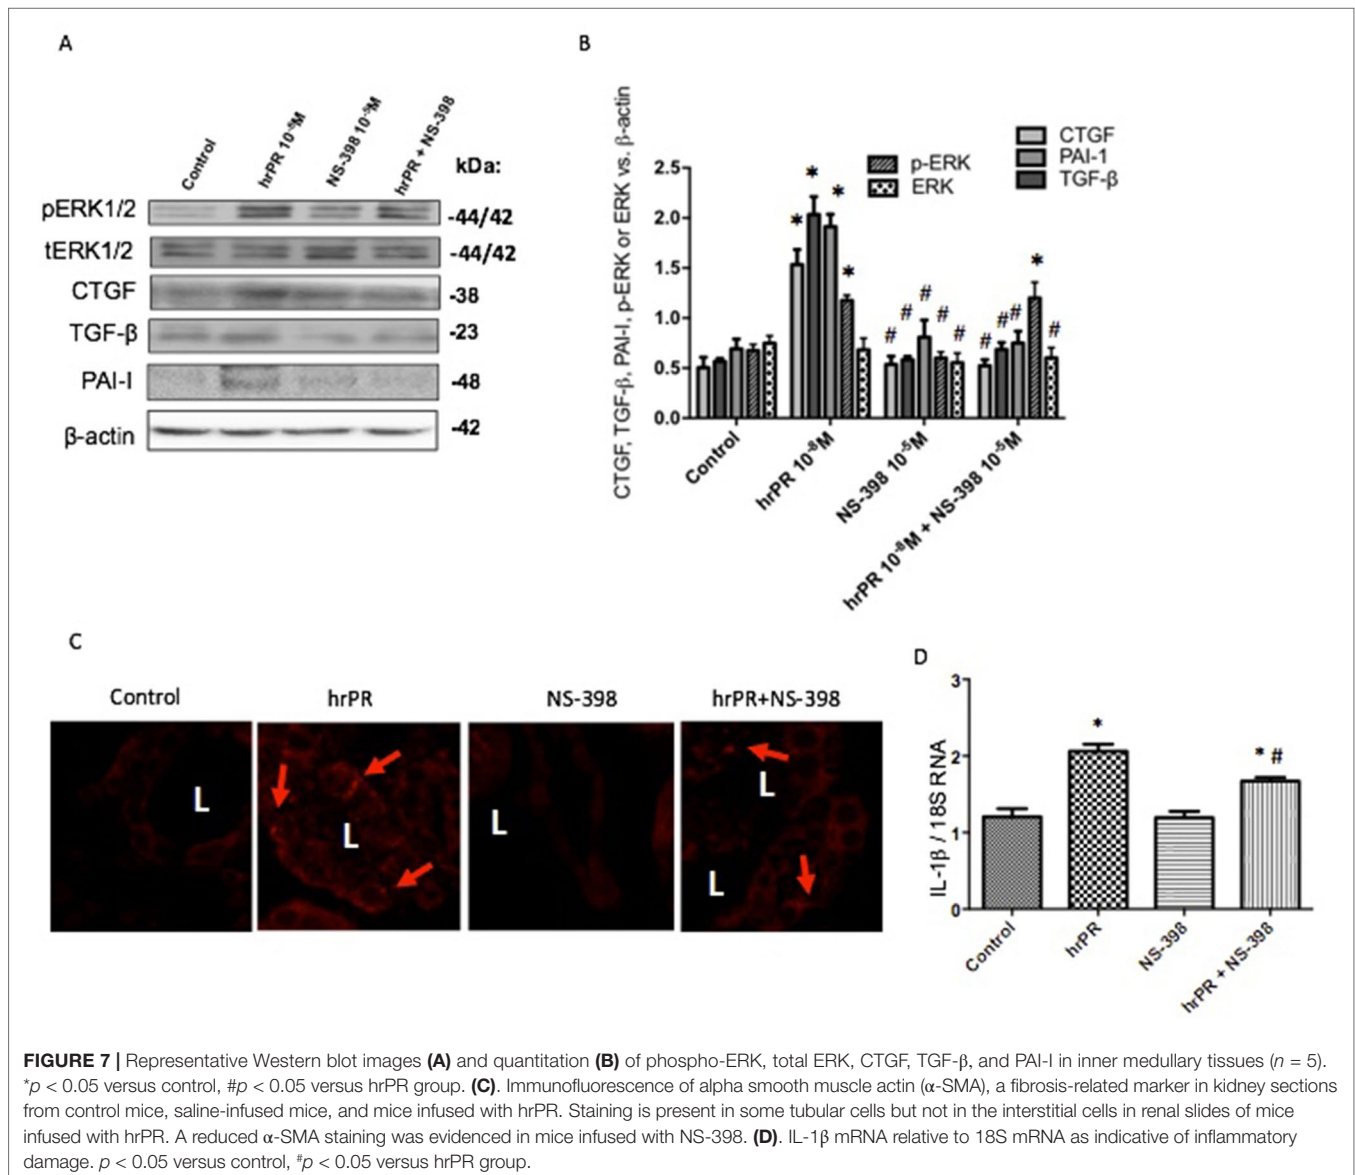 A
Control
hrPR 10⁻⁸M
NS-398 10⁻⁵M
hrPR + NS-398
kDa:
pERK1/2
-44/42
tERK1/2
-44/42
CTGF
-38
TGF-β
-23
PAI-I
-48
β-actin
-42
B
CTGF, TGF-β, PAI-I, p-ERK or ERK vs. β-actin
p-ERK
ERK
CTGF
PAI-1
TGF-β
2.5
2.0
1.5
1.0
0.5
0.0
* * * *
# # # # #
# # # * #
Control
hrPR 10⁻⁸M
NS-398 10⁻⁵M
hrPR 10⁻⁸M + NS-398 10⁻⁵M
C
Control
hrPR
NS-398
hrPR+NS-398
L
L
L
L
L
D
IL-1β / 18S RNA
3
2
1
0
*
* #
Control
hrPR
NS-398
hrPR + NS-398
FIGURE 7 | Representative Western blot images (A) and quantitation (B) of phospho-ERK, total ERK, CTGF, TGF-β, and PAI-I in inner medullary tissues (n = 5).
*p < 0.05 versus control, #p < 0.05 versus hrPR group. (C). Immunofluorescence of alpha smooth muscle actin (α-SMA), a fibrosis-related marker in kidney sections
from control mice, saline-infused mice, and mice infused with hrPR. Staining is present in some tubular cells but not in the interstitial cells in renal slides of mice
infused with hrPR. A reduced α-SMA staining was evidenced in mice infused with NS-398. (D). IL-1β mRNA relative to 18S mRNA as indicative of inflammatory
damage. p < 0.05 versus control, #p < 0.05 versus hrPR group.